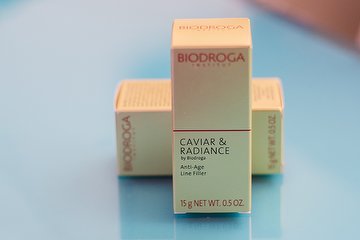 BIODROGA
INSTITUT
CAVIAR &
RADIANCE
by Biodroga
Anti-Age
Line Filler
15 g NET WT. 0.5 OZ.
BIODROGA
15 g NET WT. 0.5 OZ.